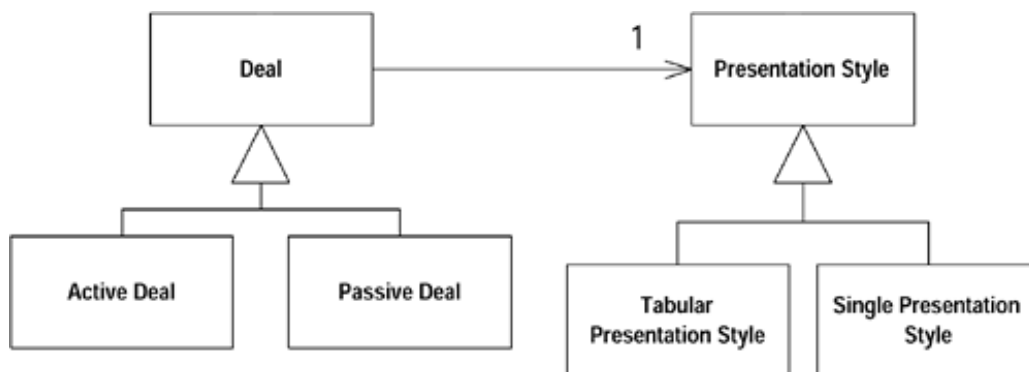 1
Deal
Presentation Style
Active Deal
Passive Deal
Tabular
Presentation Style
Single Presentation
Style